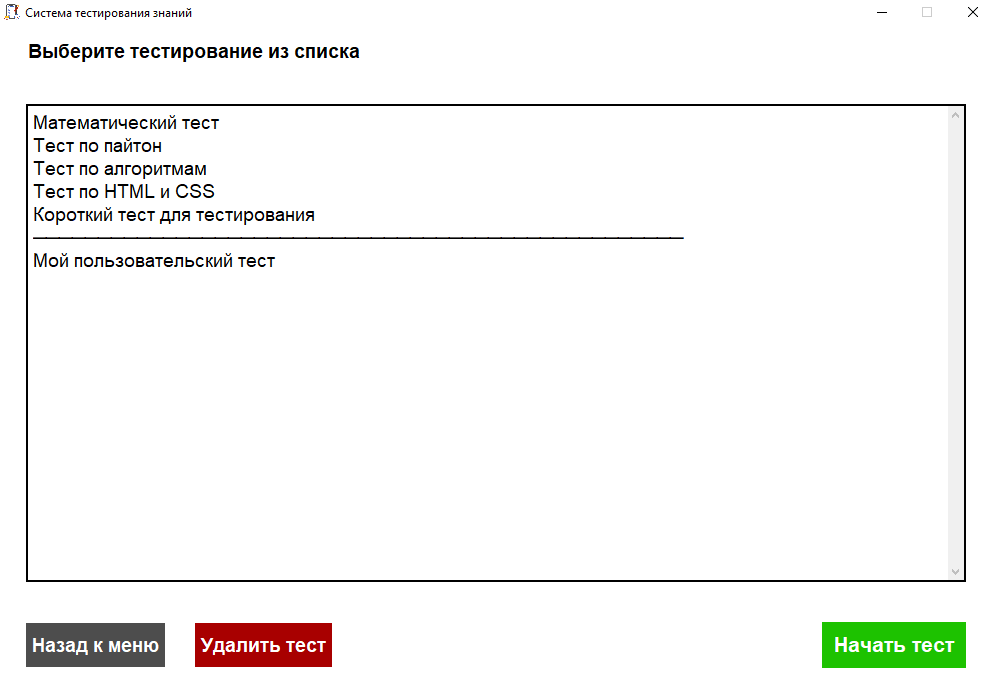 Система тестирования знаний
Выберите тестирование из списка
Математический тест
Тест по пайтон
Тест по алгоритмам
Тест по HTML и CSS
Короткий тест для тестирования
Мой пользовательский тест
Назад к меню
Удалить тест
Начать тест